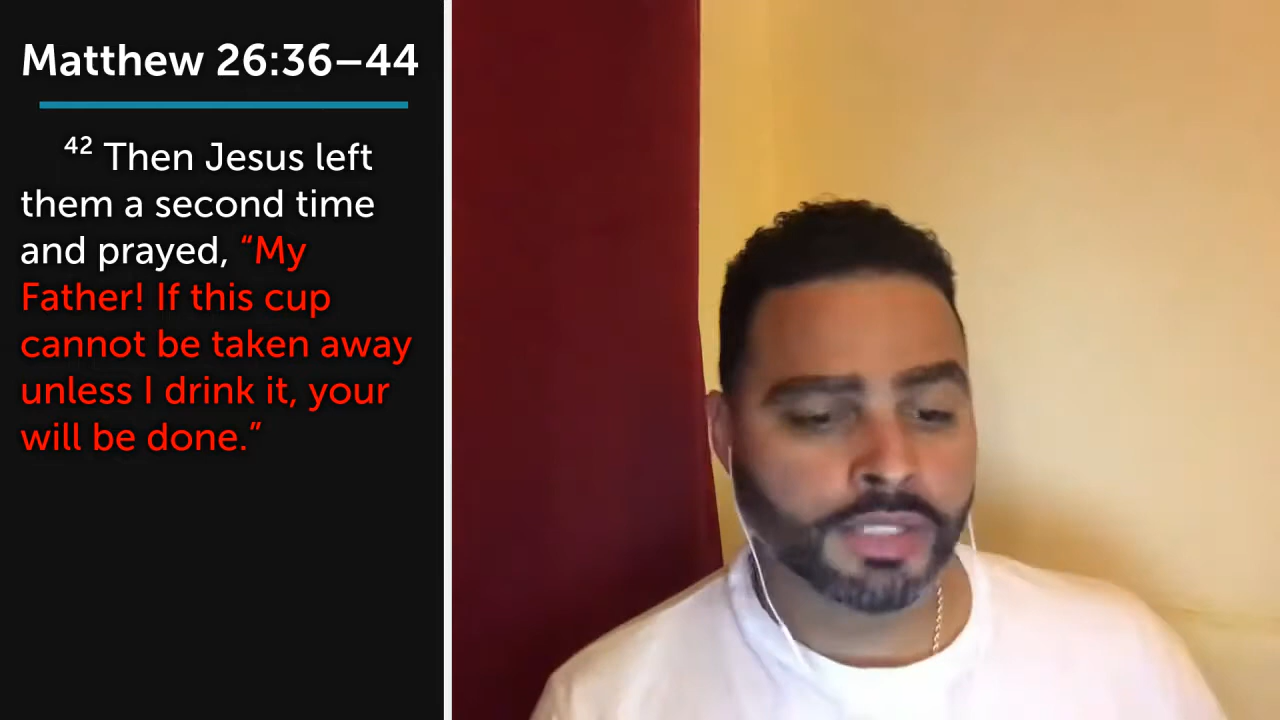 Matthew 26:36–44
42 Then Jesus left
them a second time
and prayed, “My
Father! If this cup
cannot be taken away
unless I drink it, your
will be done.”